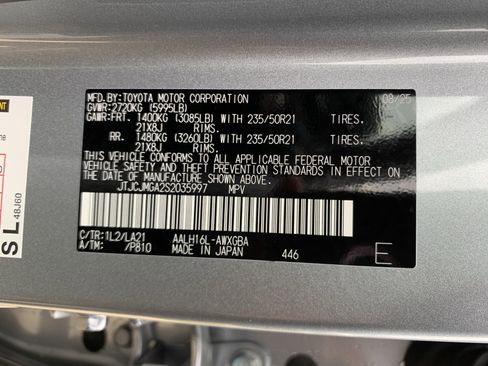 MFD.BY:TOYOTA MOTOR CORPORATION 08/25
GVWR:2720KG (5995LB)
GAWR:FRT. 1400KG (3085LB) WITH 235/50R21 TIRES.
21X8J RIMS.
RR. 1480KG (3260LB) WITH 235/50R21 TIRES.
21X8J RIMS.
THIS VEHICLE CONFORMS TO ALL APPLICABLE FEDERAL MOTOR
VEHICLE SAFETY AND THEFT PREVENTION STANDARDS IN EFFECT ON
THE DATE OF MANUFACTURE SHOWN ABOVE.
JTJCJMGA2S2035997 MPV
C/TR:1L2/LA21 AALH16L-AWXGBA
A/TM: /P810 MADE IN JAPAN 446 E
SL
48J60